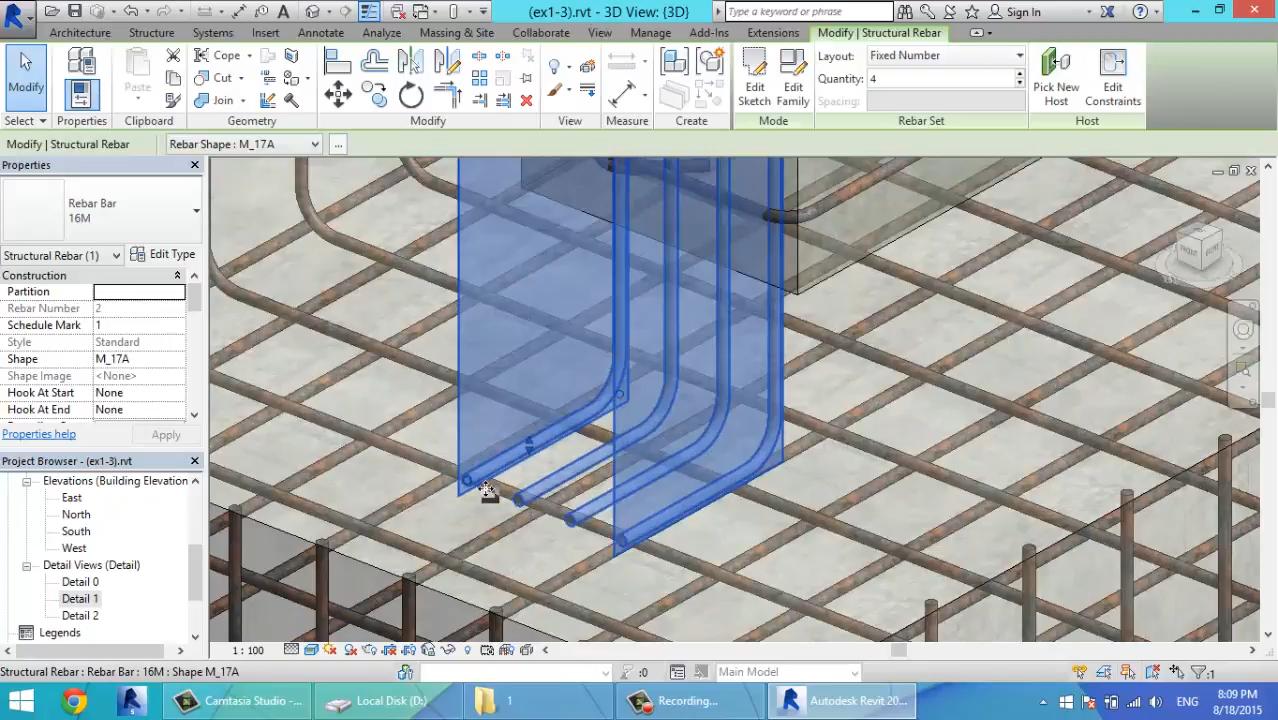 (ex1-3).rvt - 3D View: {3D}
Type a keyword or phrase
Sign In
Architecture Structure Systems Insert Annotate Analyze Massing & Site Collaborate View Manage Add-Ins Extensions Modify | Structural Rebar
Modify
Paste
Cope
Cut
Join
Edit Sketch
Edit Family
Layout: Fixed Number
Quantity: 4
Spacing:
Pick New Host
Edit Constraints
Select Properties Clipboard Geometry Modify View Measure Create Mode Rebar Set Host
Modify | Structural Rebar
Rebar Shape : M_17A
...
Properties
Rebar Bar
16M
Structural Rebar (1)
Edit Type
Construction
Partition
Rebar Number 2
Schedule Mark 1
Style Standard
Shape M_17A
Shape Image <None>
Hook At Start None
Hook At End None
Properties help
Apply
Project Browser - (ex1-3).rvt
Elevations (Building Elevation
East
North
South
West
Detail Views (Detail)
Detail 0
Detail 1
Detail 2
Legends
1 : 100
Structural Rebar : Rebar Bar : 16M : Shape M_17A
:0
Main Model
:1
Camtasia Studio -...
Local Disk (D:)
1
Recording...
Autodesk Revit 20...
ENG
8:09 PM
8/18/2015